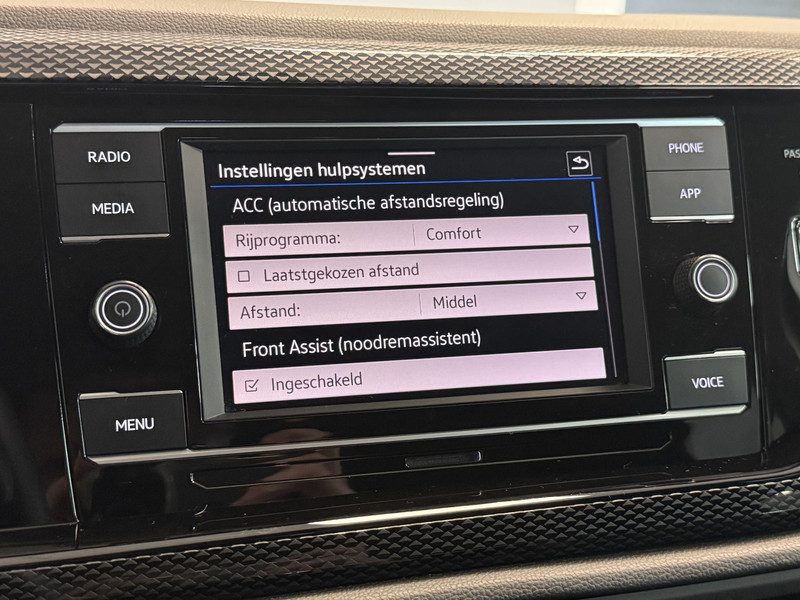 RADIO
MEDIA
MENU
Instellingen hulpsystemen
ACC (automatische afstandsregeling)
Rijprogramma: Comfort
Laatstgekozen afstand
Afstand: Middel
Front Assist (noodremassistent)
Ingeschakeld
PHONE
APP
VOICE
PAS